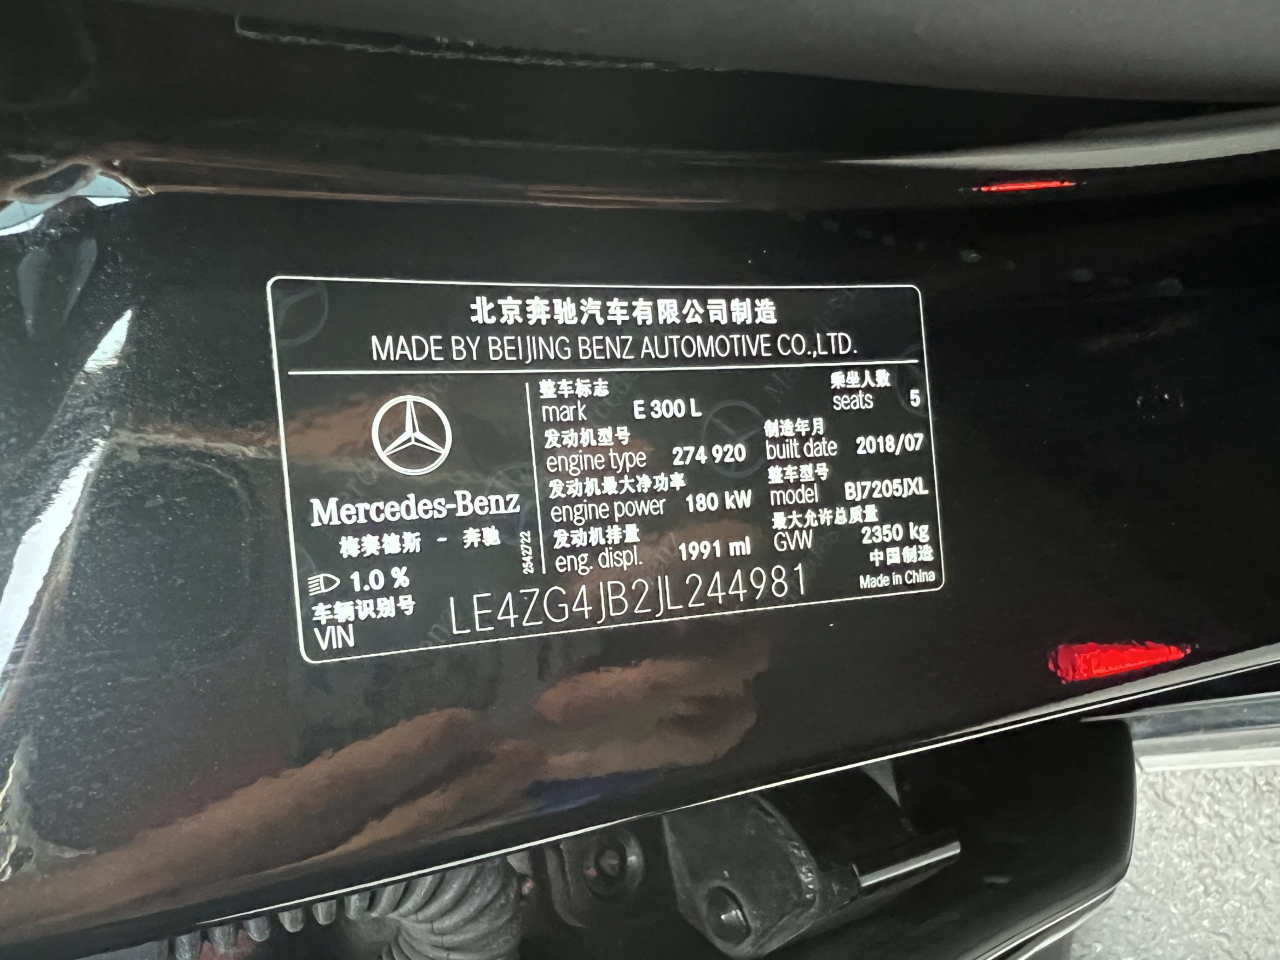 北京奔驰汽车有限公司制造
MADE BY BEIJING BENZ AUTOMOTIVE CO.,LTD.
Mercedes-Benz
梅赛德斯 - 奔驰
1.0 %
2542722
整车标志
mark E 300 L
乘坐人数
seats 5
发动机型号
engine type 274 920
制造年月
built date 2018/07
发动机最大净功率
engine power 180 kW
整车型号
model BJ7205JXL
发动机排量
eng. displ. 1991 ml
最大允许总质量
GVW 2350 kg
中国制造
Made in China
车辆识别号
VIN LE4ZG4JB2JL244981